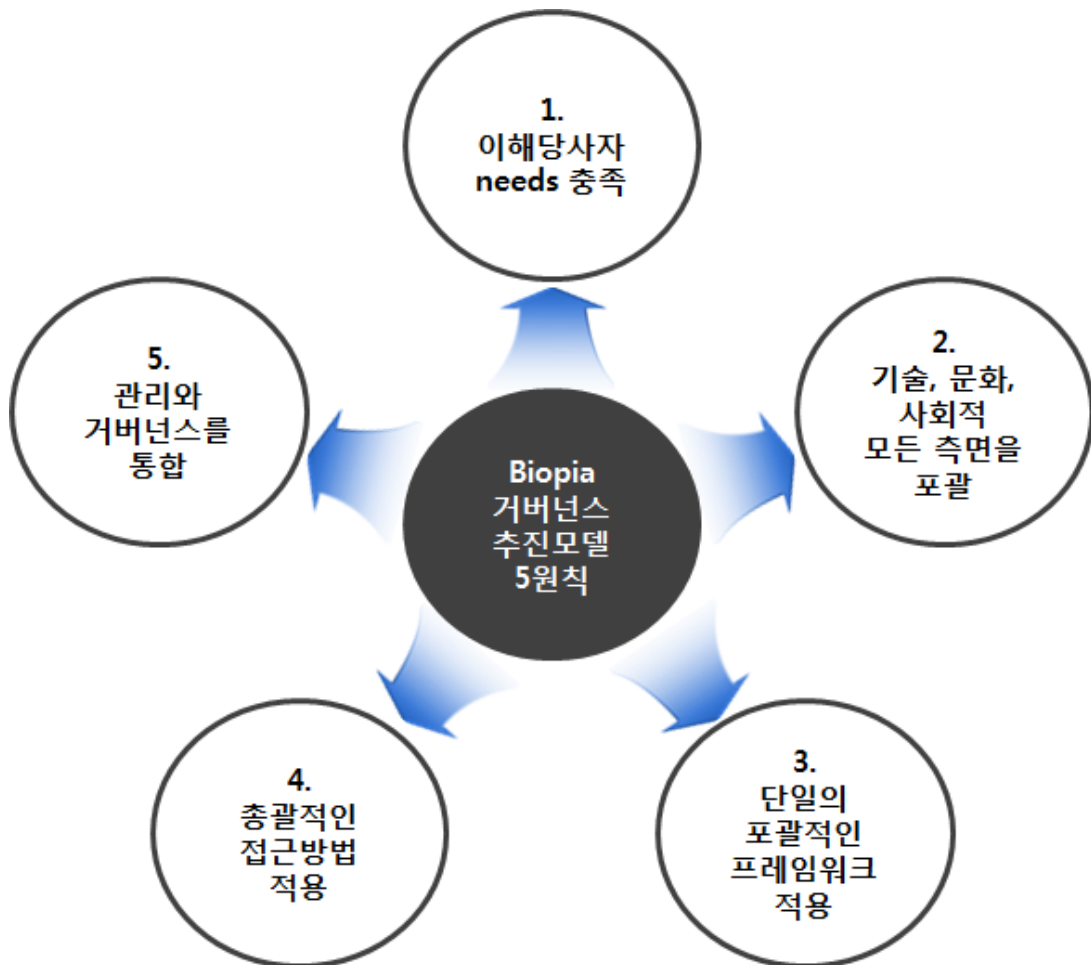 1.
이해당사자
needs 충족
2.
기술, 문화,
사회적
모든 측면을
포괄
3.
단일의
포괄적인
프레임워크
적용
4.
총괄적인
접근방법
적용
5.
관리와
거버넌스를
통합
Biopia
거버넌스
추진모델
5원칙